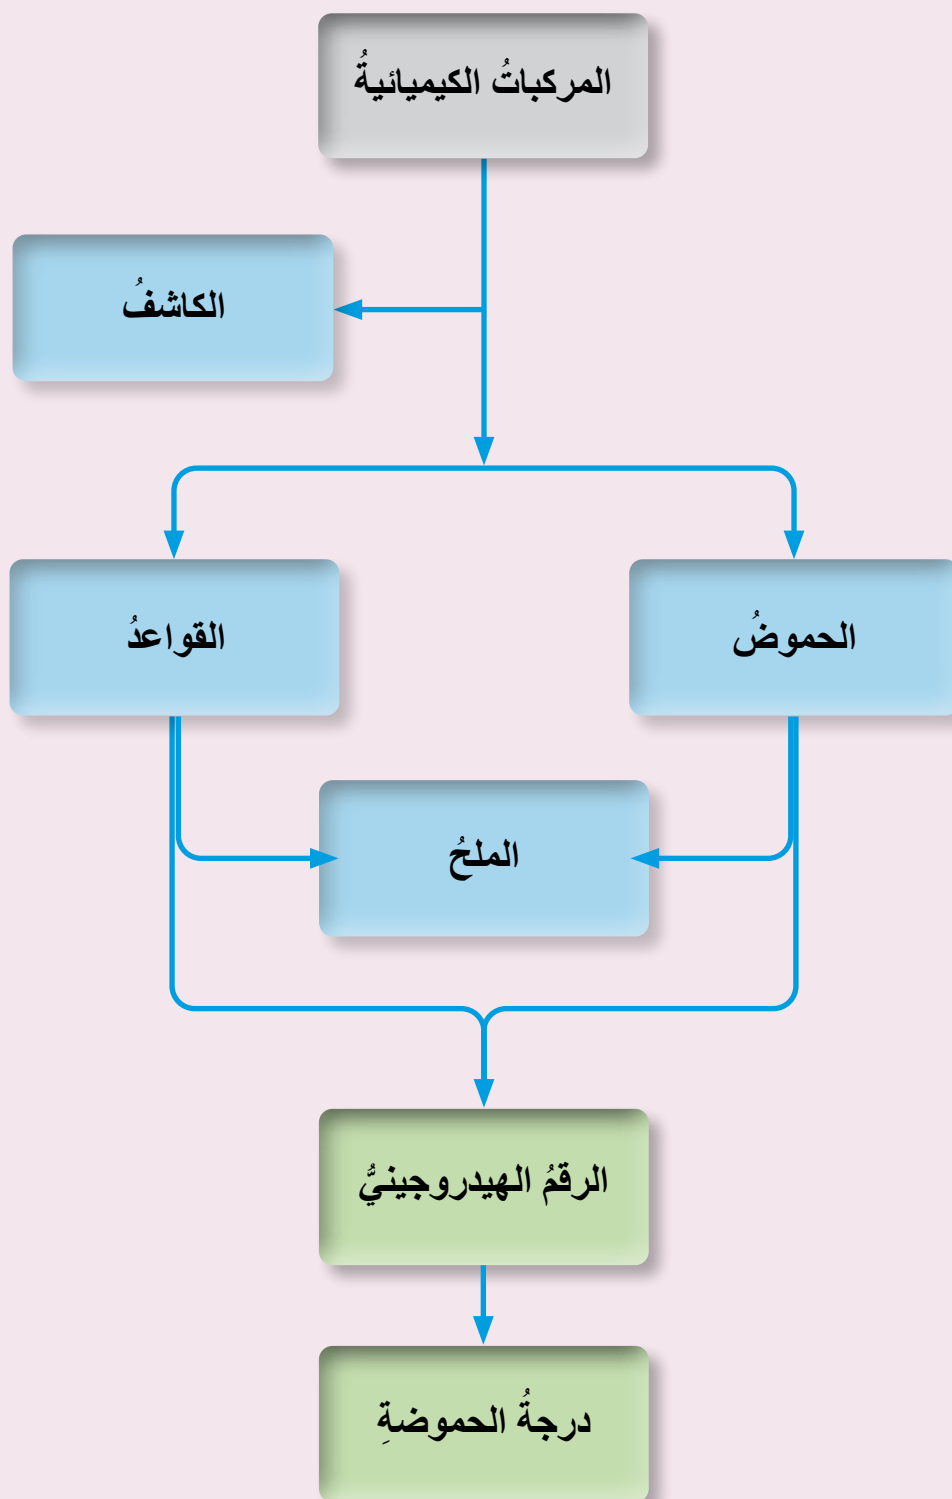 المركباتُ الكيميائيةُ
الكاشفُ
الحموضُ
القواعدُ
الملحُ
الرقمُ الهيدروجينيُّ
درجةُ الحموضةِ